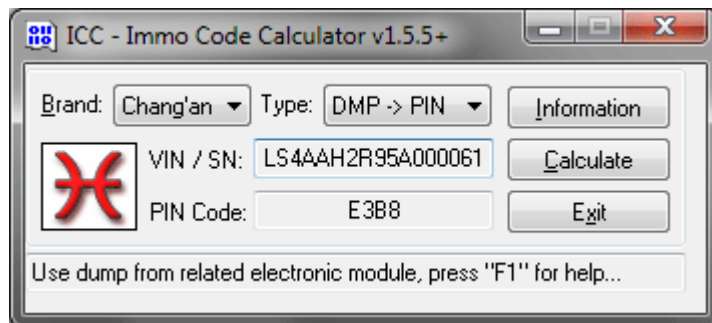 ICC - Immo Code Calculator v1.5.5+
Brand: Chang'an Type: DMP -> PIN Information
VIN / SN: LS4AAH2R95A000061 Calculate
PIN Code: E3B8 Exit
Use dump from related electronic module, press "F1" for help...